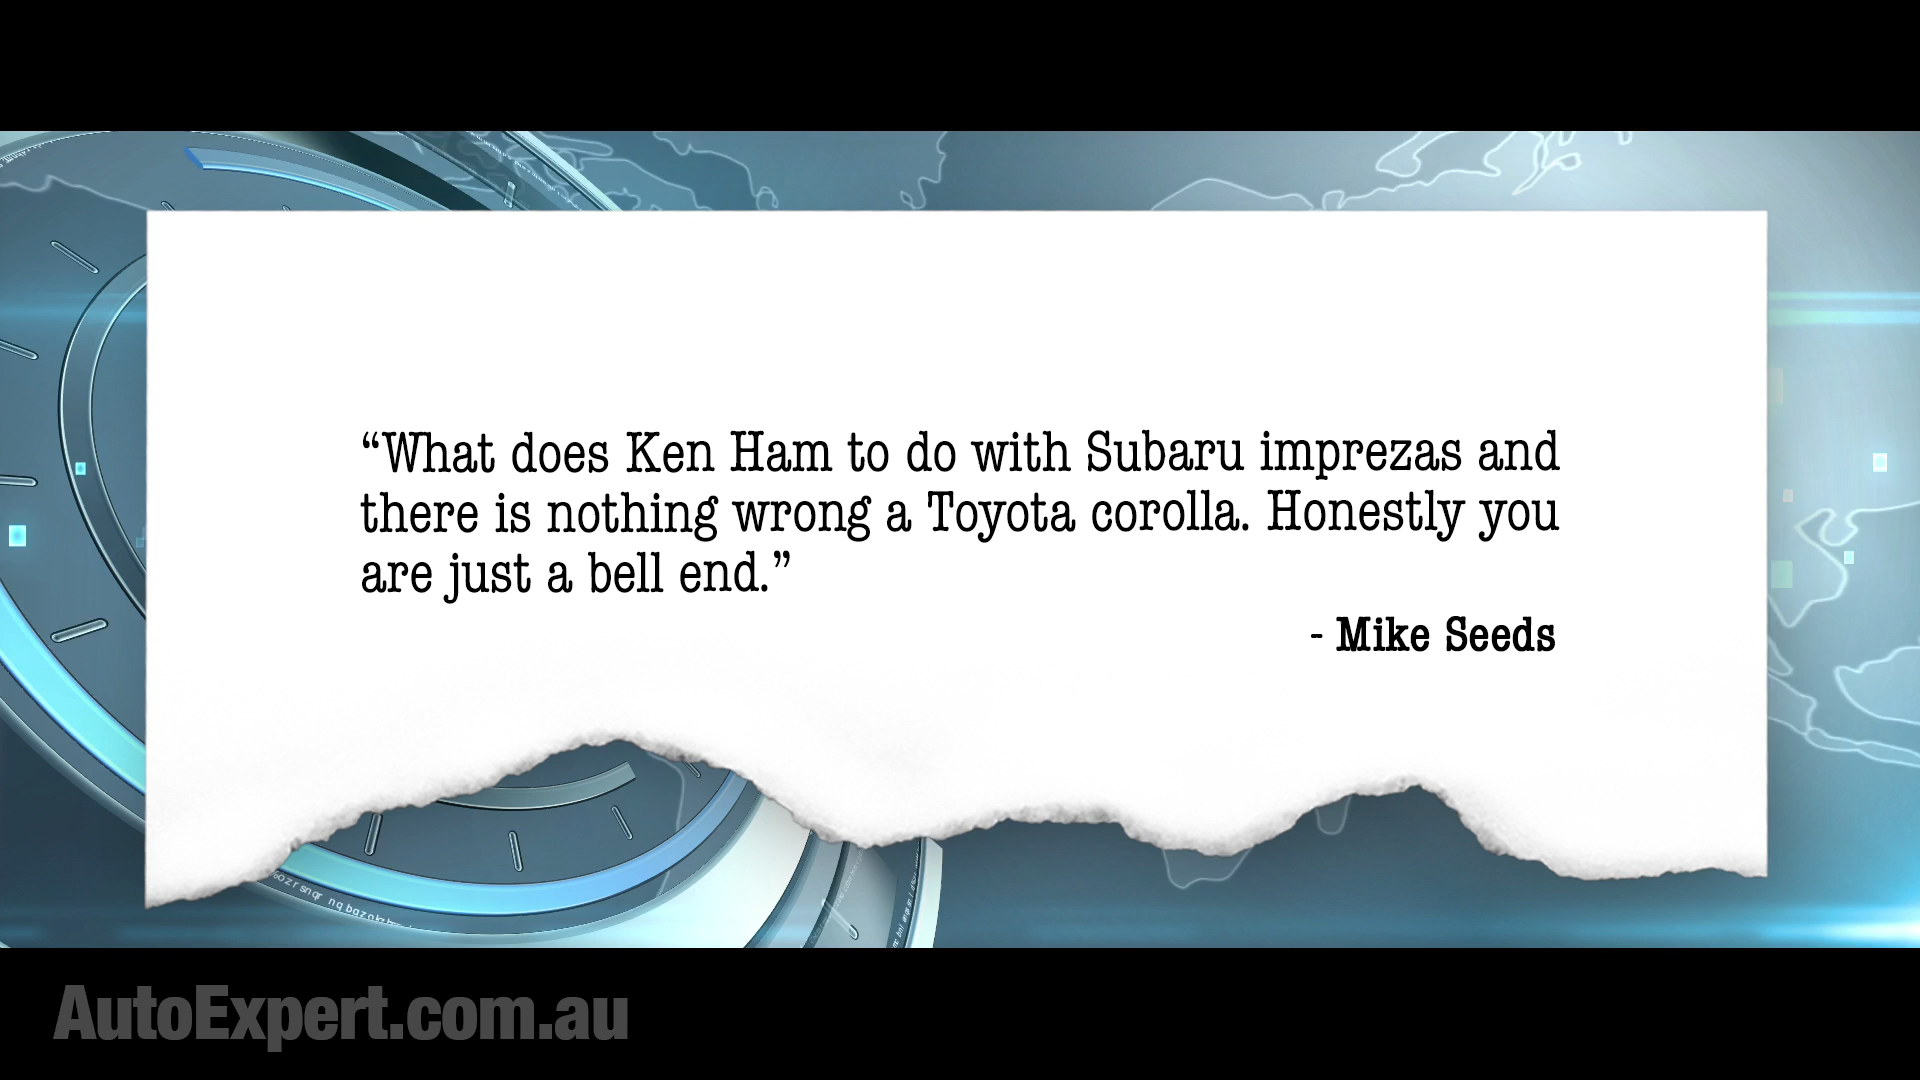 “What does Ken Ham to do with Subaru imprezas and
there is nothing wrong a Toyota corolla. Honestly you
are just a bell end.”
- Mike Seeds
AutoExpert.com.au